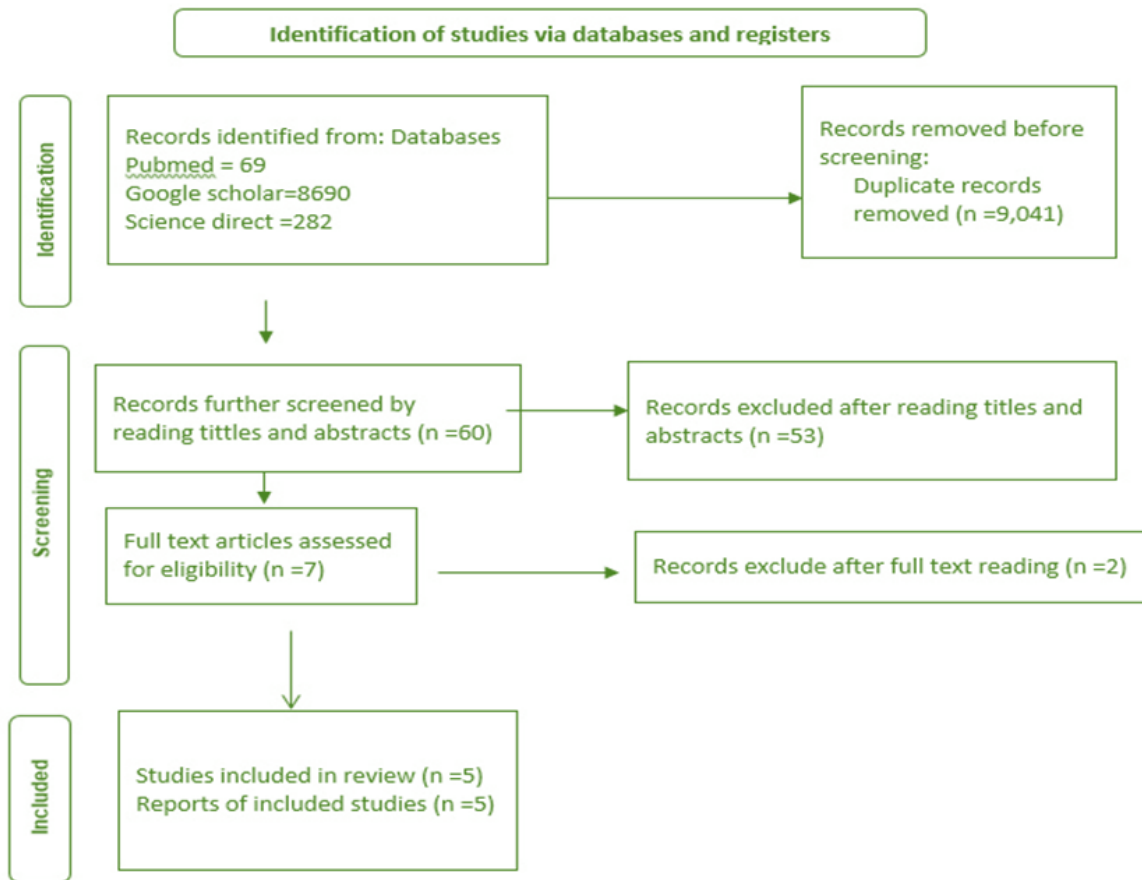 Identification of studies via databases and registers
Identification
Records identified from: Databases
Pubmed = 69
Google scholar=8690
Science direct =282
Records removed before
screening:
Duplicate records
removed (n =9,041)
Screening
Records further screened by
reading tittles and abstracts (n =60)
Records excluded after reading titles and
abstracts (n =53)
Full text articles assessed
for eligibility (n =7)
Records exclude after full text reading (n =2)
Included
Studies included in review (n =5)
Reports of included studies (n =5)